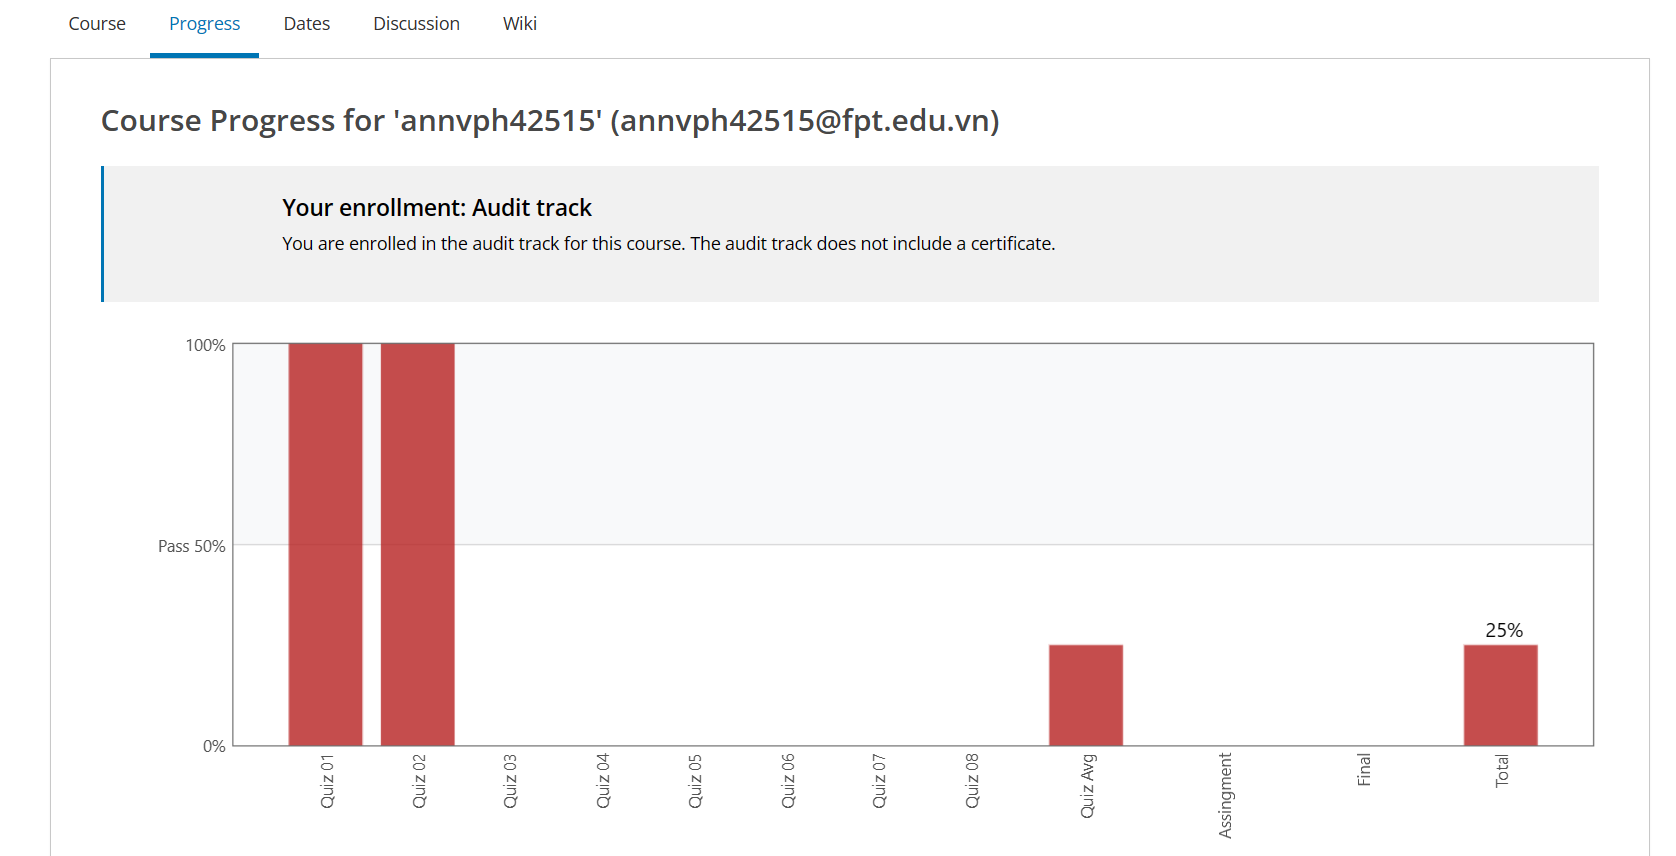 Course Progress Dates Discussion Wiki
Course Progress for 'annvph42515' (annvph42515@fpt.edu.vn)
Your enrollment: Audit track
You are enrolled in the audit track for this course. The audit track does not include a certificate.
100%
Pass 50%
25%
0%
Quiz 01
Quiz 02
Quiz 03
Quiz 04
Quiz 05
Quiz 06
Quiz 07
Quiz 08
Quiz Avg
Assingment
Final
Total